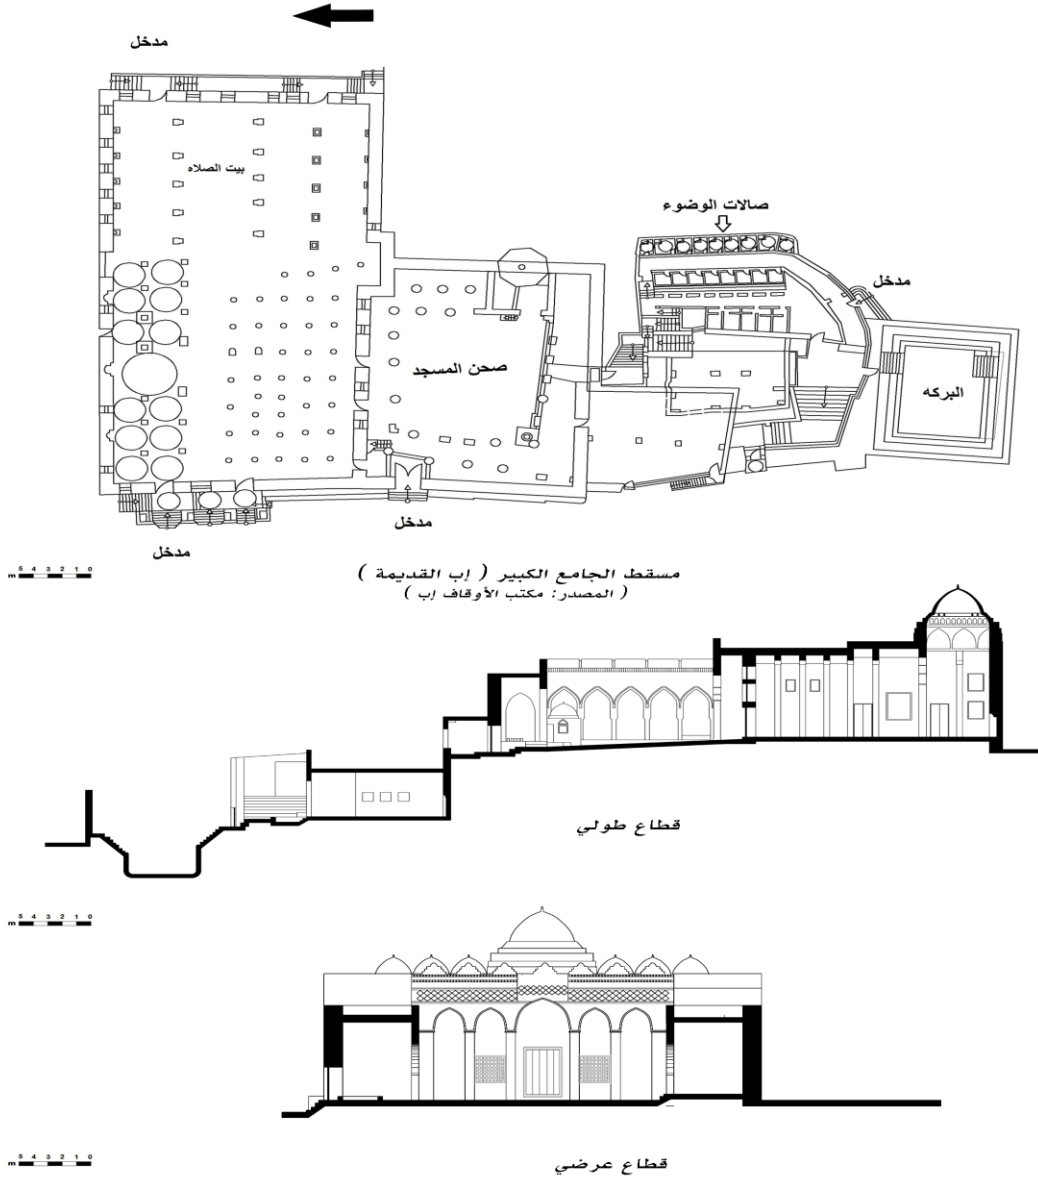 مدخل
بيت الصلاه
صالات الوضوء
مدخل
صحن المسجد
البركه
مدخل
مدخل
5 4 3 2 1 0
m
مسقط الجامع الكبير ( إب القديمة )
( المصدر: مكتب الأوقاف إب )
قطاع طولي
5 4 3 2 1 0
m
قطاع عرضي
5 4 3 2 1 0
m